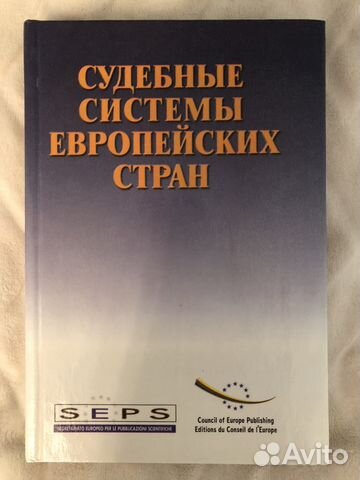 СУДЕБНЫЕ
СИСТЕМЫ
ЕВРОПЕЙСКИХ
СТРАН
S·E·P·S
SEGRETARIATO EUROPEO PER LE PUBBLICAZIONI SCIENTIFICHE
Council of Europe Publishing
Editions du Conseil de l'Europe
Avito